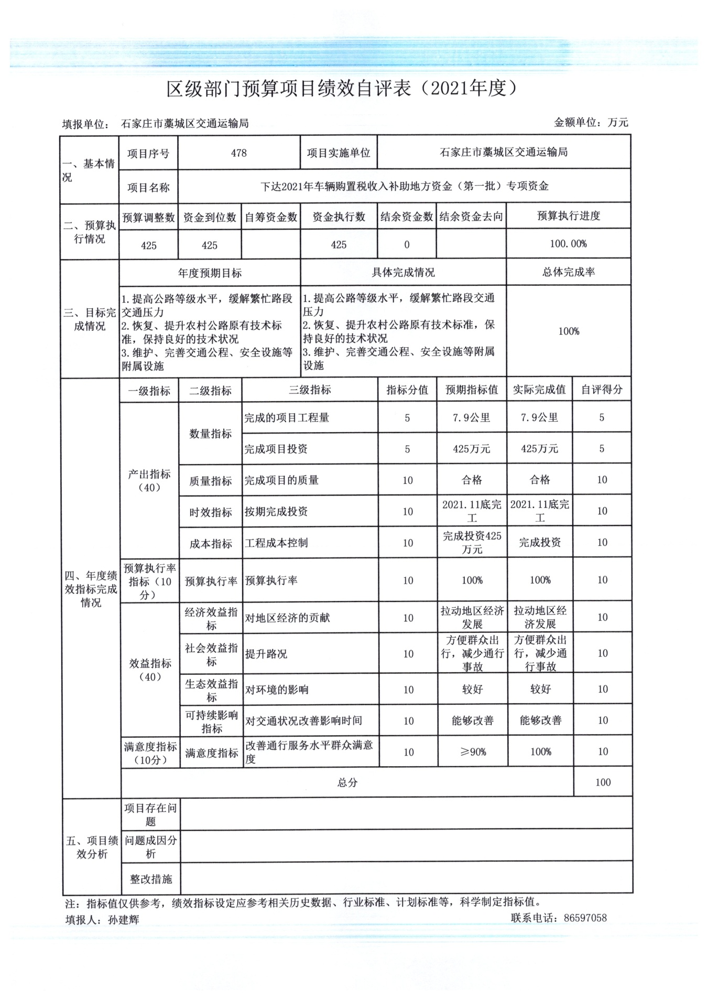 区级部门预算项目绩效自评表（2021年度）
填报单位： 石家庄市藁城区交通运输局 金额单位：万元
一、基本情况
项目序号 478 项目实施单位 石家庄市藁城区交通运输局
项目名称 下达2021年车辆购置税收入补助地方资金（第一批）专项资金
二、预算执行情况
预算调整数 资金到位数 自筹资金数 资金执行数 结余资金数 结余资金去向 预算执行进度
425 425 425 0 100.00%
三、目标完成情况
年度预期目标 具体完成情况 总体完成率
1.提高公路等级水平，缓解繁忙路段
交通压力
2.恢复、提升农村公路原有技术标
准，保持良好的技术状况
3.维护、完善交通公程、安全设施等
附属设施
1.提高公路等级水平，缓解繁忙路段交通
压力
2.恢复、提升农村公路原有技术标准，保
持良好的技术状况
3.维护、完善交通公程、安全设施等附属
设施
100%
四、年度绩效指标完成情况
一级指标 二级指标 三级指标 指标分值 预期指标值 实际完成值 自评得分
产出指标（40）
数量指标 完成的项目工程量 5 7.9公里 7.9公里 5
完成项目投资 5 425万元 425万元 5
质量指标 完成项目的质量 10 合格 合格 10
时效指标 按期完成投资 10 2021.11底完工 2021.11底完工 10
成本指标 工程成本控制 10 完成投资425万元 完成投资 10
预算执行率指标（10分） 预算执行率 预算执行率 10 100% 100% 10
效益指标（40）
经济效益指标 对地区经济的贡献 10 拉动地区经济发展 拉动地区经济发展 10
社会效益指标 提升路况 10 方便群众出行，减少通行事故 方便群众出行，减少通行事故 10
生态效益指标 对环境的影响 10 较好 较好 10
可持续影响指标 对交通状况改善影响时间 10 能够改善 能够改善 10
满意度指标（10分） 满意度指标 改善通行服务水平群众满意度 10 ≥90% 100% 10
总分 100
五、项目绩效分析
项目存在问题
问题成因分析
整改措施
注：指标值仅供参考，绩效指标设定应参考相关历史数据、行业标准、计划标准等，科学制定指标值。
填报人：孙建辉 联系电话：86597058